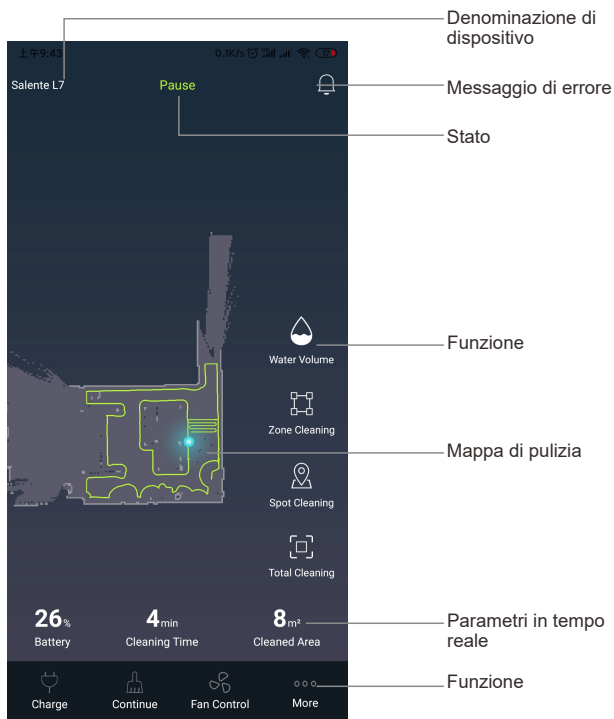 Denominazione di
dispositivo
上午9:43
0.1K/s
17
Salente L7
Pause
Messaggio di errore
Stato
Water Volume
Funzione
Zone Cleaning
Mappa di pulizia
Spot Cleaning
Total Cleaning
26%
4min
8m²
Battery
Cleaning Time
Cleaned Area
Parametri in tempo
reale
Charge
Continue
Fan Control
More
Funzione